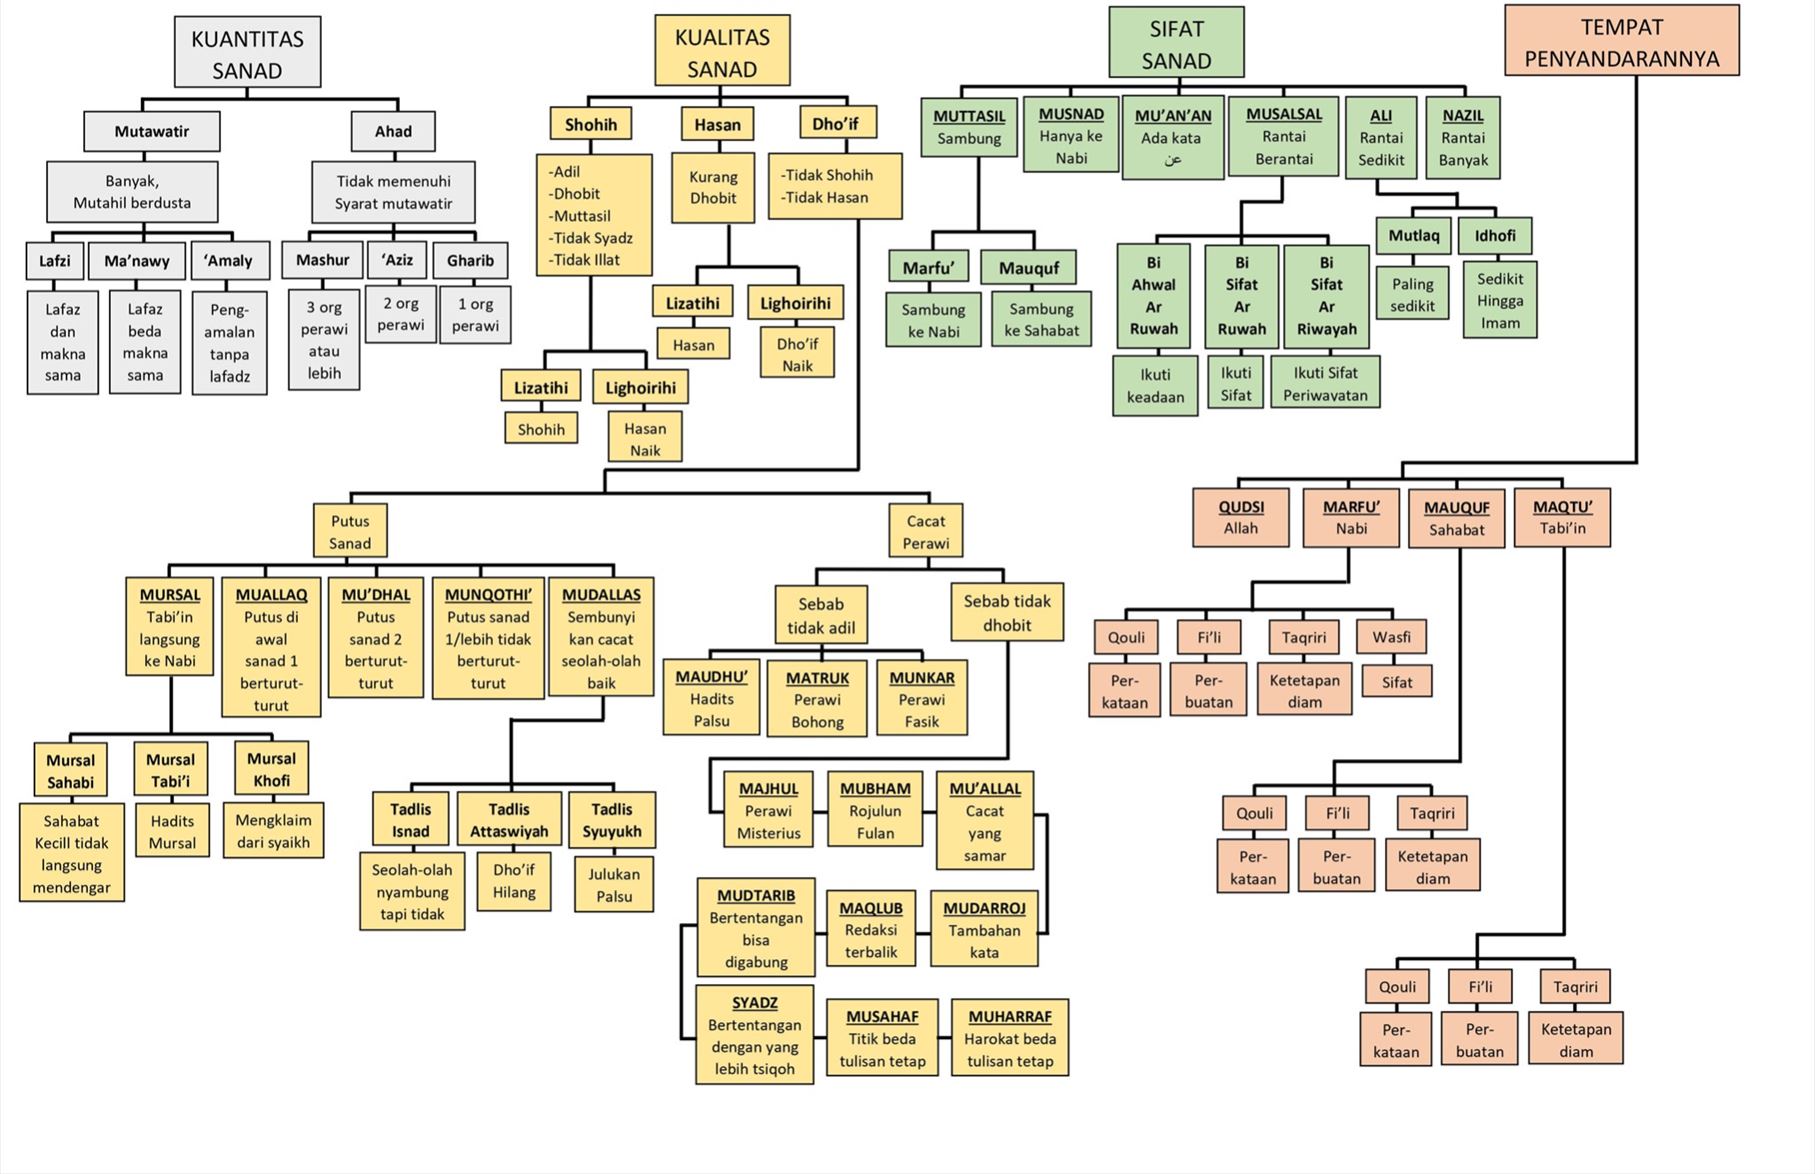 KUANTITAS
SANAD
Mutawatir
Ahad
Banyak,
Mutahil berdusta
Tidak memenuhi
Syarat mutawatir
Lafzi
Ma'nawy
'Amaly
Mashur
'Aziz
Gharib
Lafaz
dan
makna
sama
Lafaz
beda
makna
sama
Peng-
amalan
tanpa
lafadz
3 org
perawi
atau
lebih
2 org
perawi
1 org
perawi
KUALITAS
SANAD
Shohih
Hasan
Dho'if
-Adil
-Dhobit
-Muttasil
-Tidak Syadz
-Tidak Illat
Kurang
Dhobit
-Tidak Shohih
-Tidak Hasan
Lizatihi
Lighoirihi
Hasan
Dho'if
Naik
Lizatihi
Lighoirihi
Shohih
Hasan
Naik
Putus
Sanad
Cacat
Perawi
MURSAL
Tabi'in
langsung
ke Nabi
MUALLAQ
Putus di
awal
sanad 1
berturut-
turut
MU'DHAL
Putus
sanad 2
berturut-
turut
MUNQOTHI'
Putus sanad
1/lebih tidak
berturut-
turut
MUDALLAS
Sembunyi
kan cacat
seolah-olah
baik
Mursal
Sahabi
Mursal
Tabi'i
Mursal
Khofi
Sahabat
Kecill tidak
langsung
mendengar
Hadits
Mursal
Mengklaim
dari syaikh
Tadlis
Isnad
Tadlis
Attaswiyah
Tadlis
Syuyukh
Seolah-olah
nyambung
tapi tidak
Dho'if
Hilang
Julukan
Palsu
Sebab
tidak adil
Sebab tidak
dhobit
MAUDHU'
Hadits
Palsu
MATRUK
Perawi
Bohong
MUNKAR
Perawi
Fasik
MAJHUL
Perawi
Misterius
MUBHAM
Rojulun
Fulan
MU'ALLAL
Cacat
yang
samar
MUDTARIB
Bertentangan
bisa
digabung
MAQLUB
Redaksi
terbalik
MUDARROJ
Tambahan
kata
SYADZ
Bertentangan
dengan yang
lebih tsiqoh
MUSAHAF
Titik beda
tulisan tetap
MUHARRAF
Harokat beda
tulisan tetap
SIFAT
SANAD
MUTTASIL
Sambung
MUSNAD
Hanya ke
Nabi
MU'AN'AN
Ada kata
عن
MUSALSAL
Rantai
Berantai
ALI
Rantai
Sedikit
NAZIL
Rantai
Banyak
Marfu'
Mauquf
Sambung
ke Nabi
Sambung
ke Sahabat
Bi
Ahwal
Ar
Ruwah
Bi
Sifat
Ar
Ruwah
Bi
Sifat
Ar
Riwayah
Ikuti
keadaan
Ikuti
Sifat
Ikuti Sifat
Periwavatan
Mutlaq
Idhofi
Paling
sedikit
Sedikit
Hingga
Imam
TEMPAT
PENYANDARANNYA
QUDSI
Allah
MARFU'
Nabi
MAUQUF
Sahabat
MAQTU'
Tabi'in
Qouli
Fi'li
Taqriri
Wasfi
Per-
kataan
Per-
buatan
Ketetapan
diam
Sifat
Qouli
Fi'li
Taqriri
Per-
kataan
Per-
buatan
Ketetapan
diam
Qouli
Fi'li
Taqriri
Per-
kataan
Per-
buatan
Ketetapan
diam